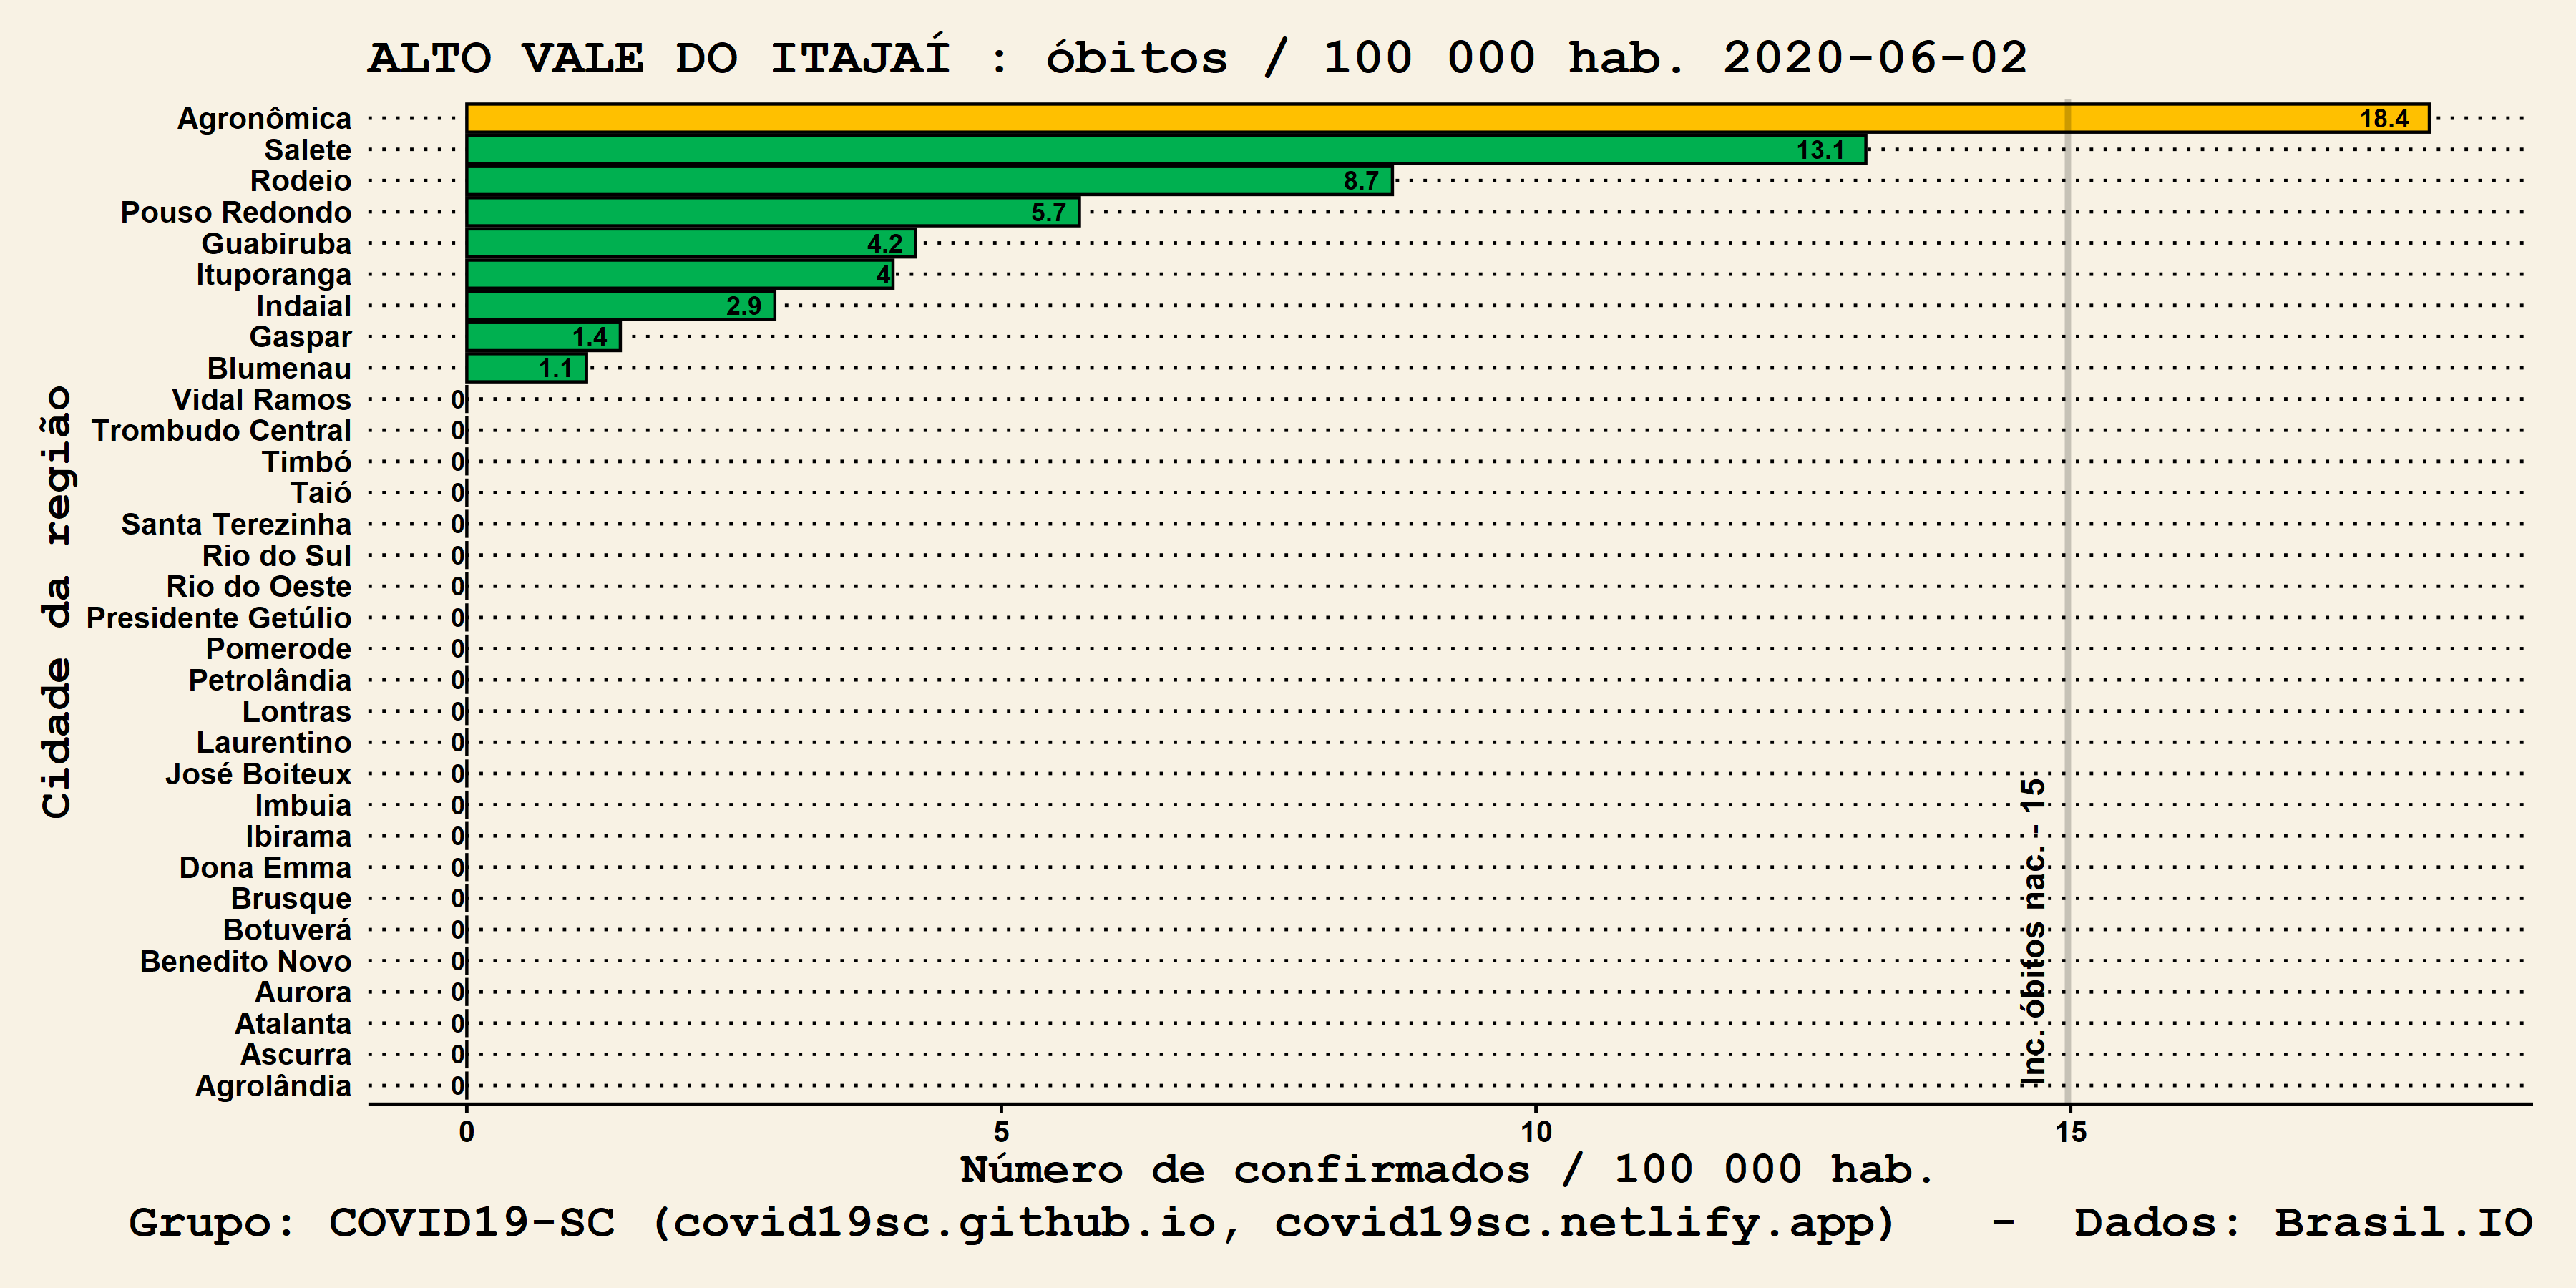 ALTO VALE DO ITAJAÍ : óbitos / 100 000 hab. 2020-06-02
Cidade da região
Agronômica 18.4
Salete 13.1
Rodeio 8.7
Pouso Redondo 5.7
Guabiruba 4.2
Ituporanga 4
Indaial 2.9
Gaspar 1.4
Blumenau 1.1
Vidal Ramos 0
Trombudo Central 0
Timbó 0
Taió 0
Santa Terezinha 0
Rio do Sul 0
Rio do Oeste 0
Presidente Getúlio 0
Pomerode 0
Petrolândia 0
Lontras 0
Laurentino 0
José Boiteux 0
Imbuia 0
Ibirama 0
Dona Emma 0
Brusque 0
Botuverá 0
Benedito Novo 0
Aurora 0
Atalanta 0
Ascurra 0
Agrolândia 0
Inc. óbitos nac. - 15
0 5 10 15
Número de confirmados / 100 000 hab.
Grupo: COVID19-SC (covid19sc.github.io, covid19sc.netlify.app) - Dados: Brasil.IO